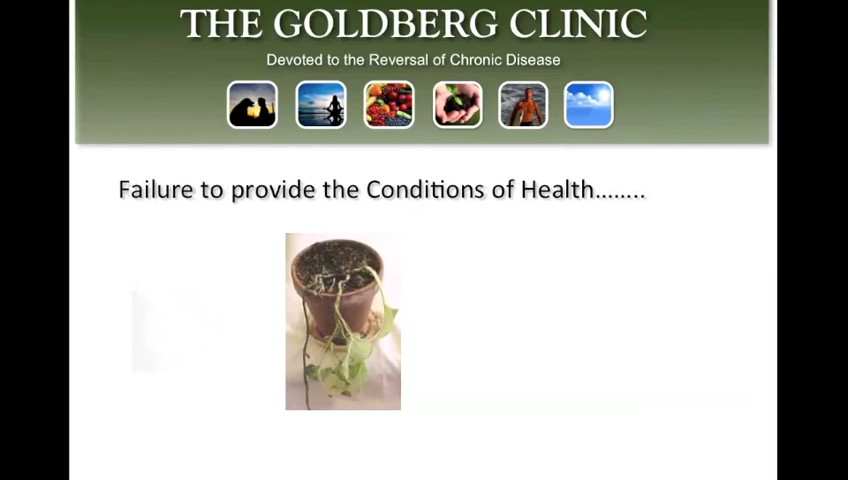 THE GOLDBERG CLINIC
Devoted to the Reversal of Chronic Disease
Failure to provide the Conditions of Health........